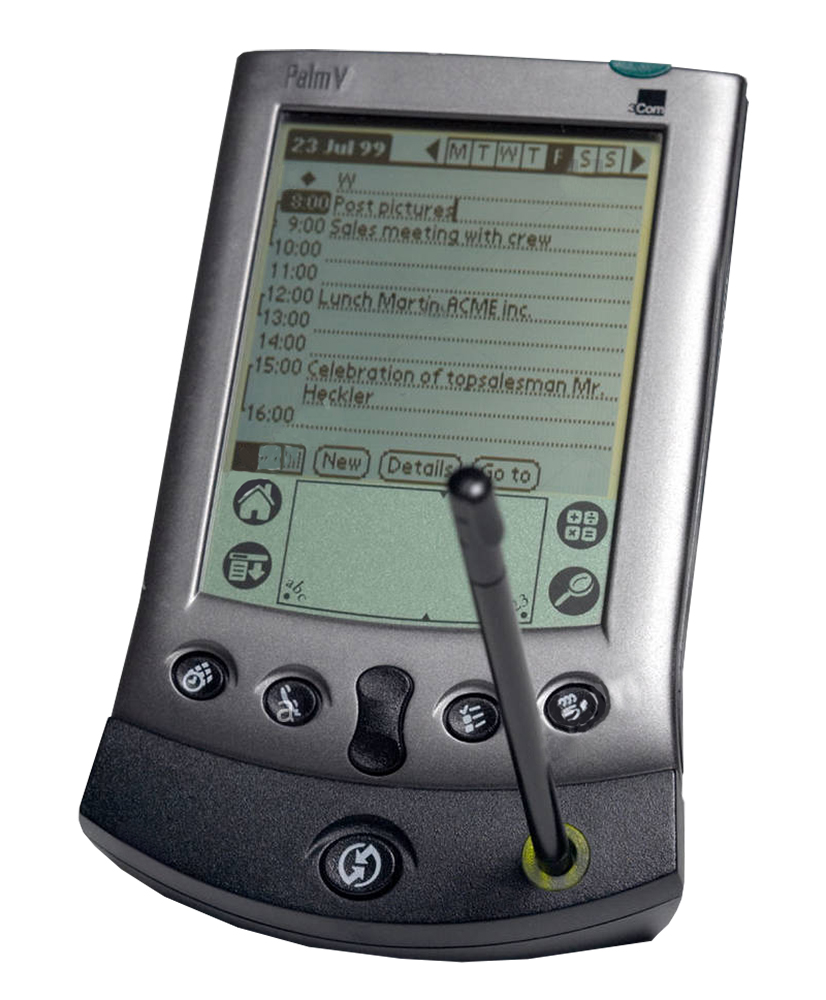 PalmV
3Com
23 Jul 99 M T W T F S S
8:00 Post pictures
9:00 Sales meeting with crew
10:00
11:00
12:00 Lunch Martin, ACME inc.
13:00
14:00
15:00 Celebration of topsalesman Mr.
Heckler
16:00
New Details Go to
abc
a